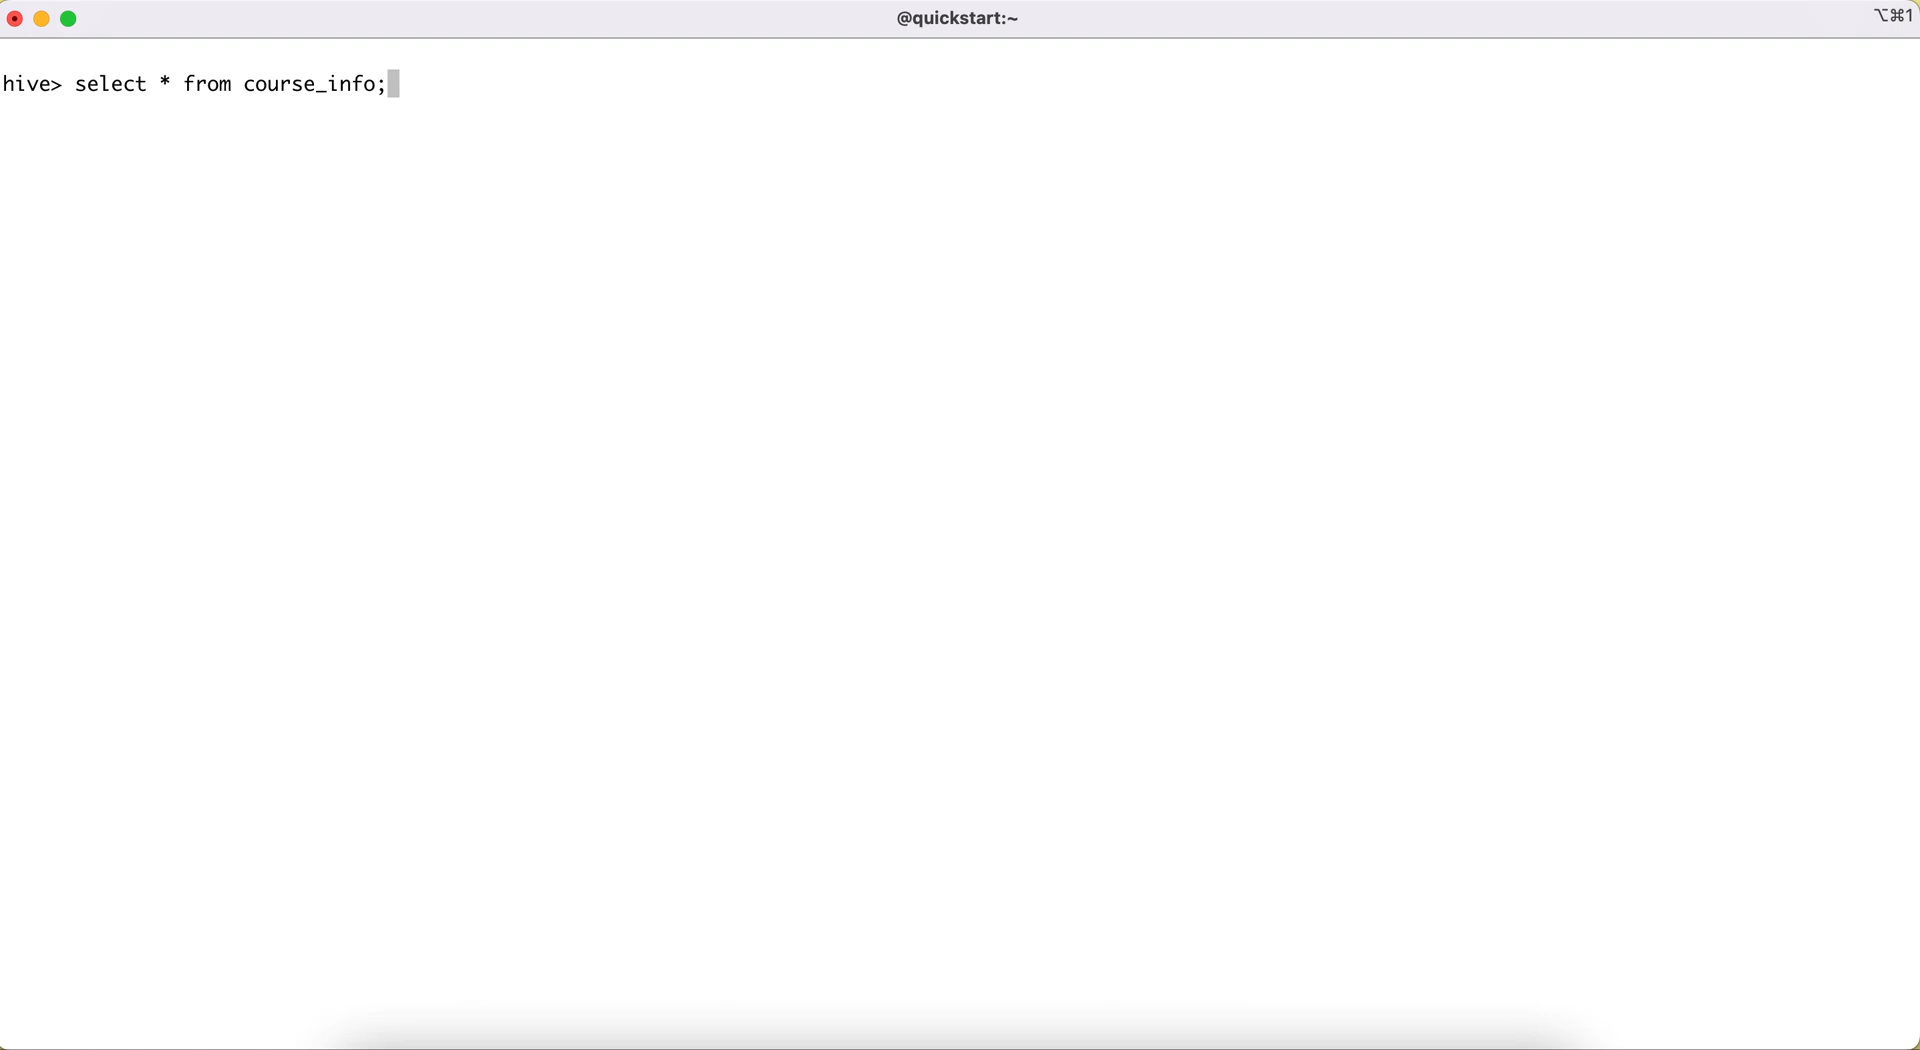 @quickstart:~
⌥⌘1
hive> select * from course_info;